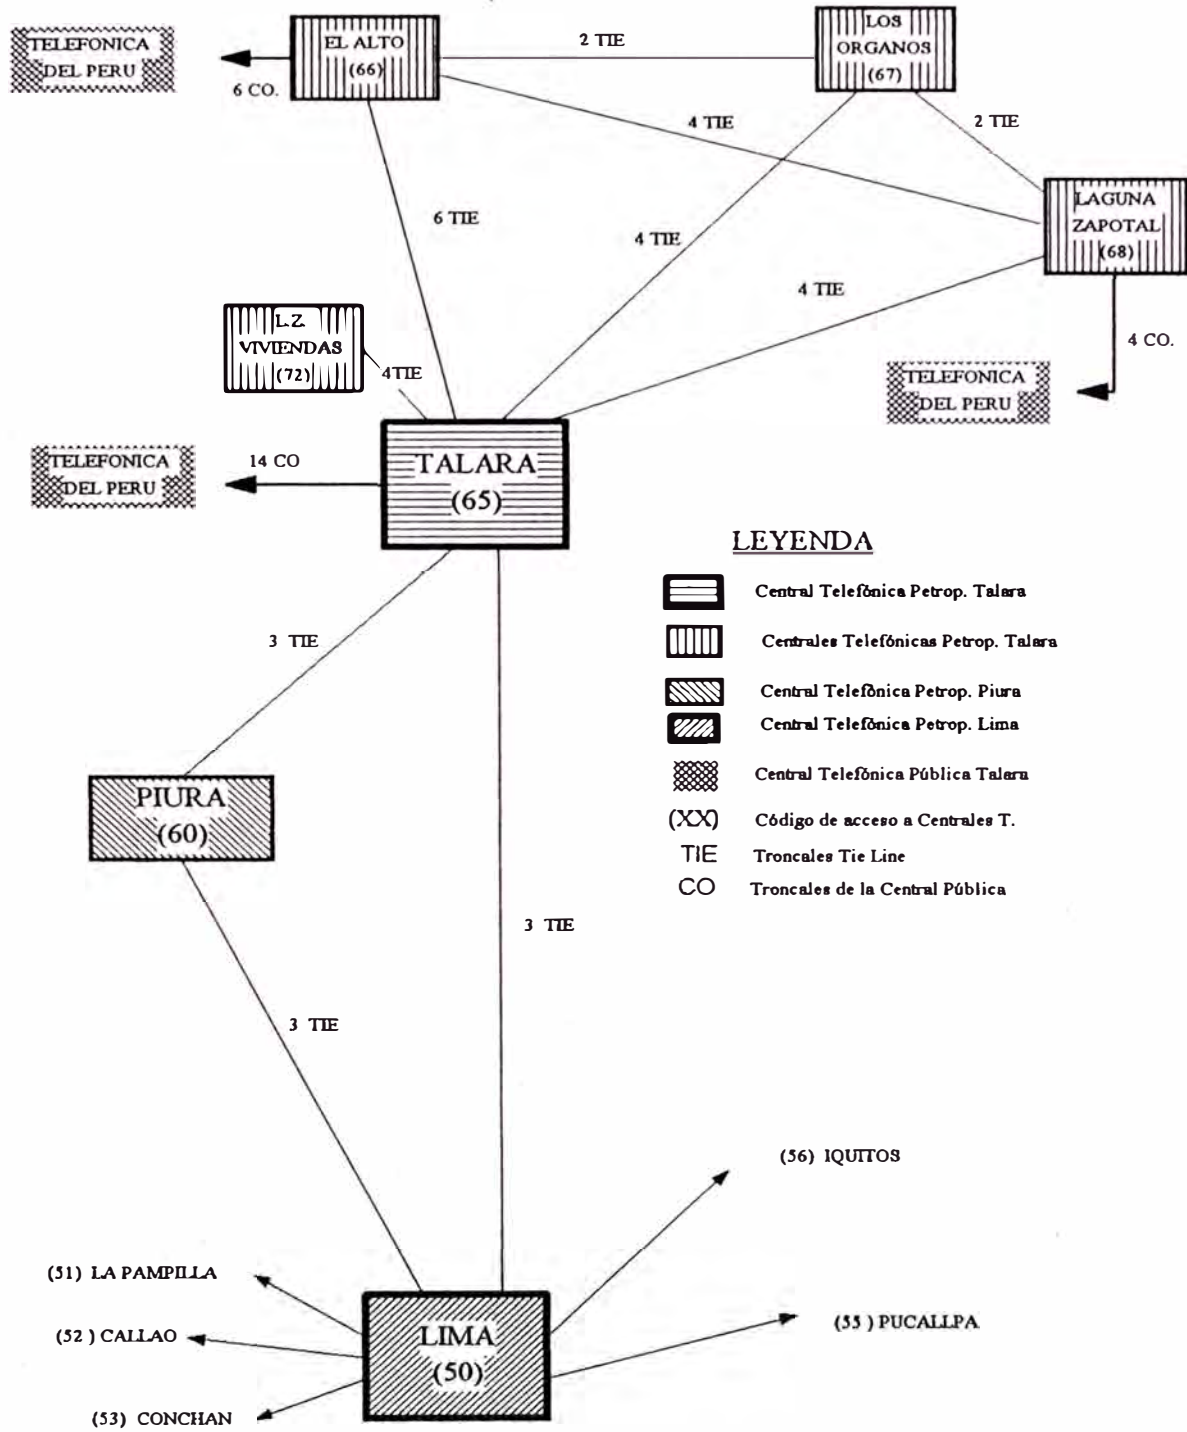 TELEFONICA
DEL PERU
6 CO.
EL ALTO
(66)
2 TIE
LOS
ORGANOS
(67)
4 TIE
2 TIE
LAGUNA
ZAPOTAL
(68)
6 TIE
4 TIE
4 TIE
4 CO.
L.Z.
VIVIENDAS
(72)
4TIE
TELEFONICA
DEL PERU
TELEFONICA
DEL PERU
14 CO
TALARA
(65)
LEYENDA
Central Telefónica Petrop. Talara
Centrales Telefónicas Petrop. Talara
Central Telefónica Petrop. Piura
Central Telefónica Petrop. Lima
Central Telefónica Pública Talara
(XX) Código de acceso a Centrales T.
TIE Troncales Tie Line
CO Troncales de la Central Pública
3 TIE
PIURA
(60)
3 TIE
3 TIE
(56) IQUITOS
(51) LA PAMPILLA
(52 ) CALLAO
(53) CONCHAN
LIMA
(50)
(55 ) PUCALLPA